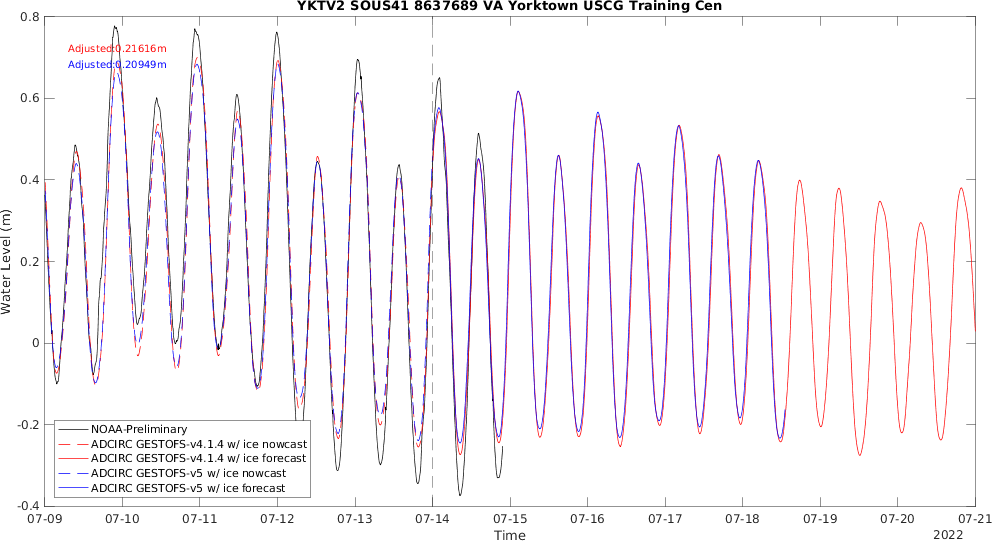 YKTV2 SOUS41 8637689 VA Yorktown USCG Training Cen
Adjusted:0.21616m
Adjusted:0.20949m
0.8
0.6
0.4
0.2
0
-0.2
-0.4
Water Level (m)
NOAA-Preliminary
ADCIRC GESTOFS-v4.1.4 w/ ice nowcast
ADCIRC GESTOFS-v4.1.4 w/ ice forecast
ADCIRC GESTOFS-v5 w/ ice nowcast
ADCIRC GESTOFS-v5 w/ ice forecast
07-09 07-10 07-11 07-12 07-13 07-14 07-15 07-16 07-17 07-18 07-19 07-20 07-21
Time
2022